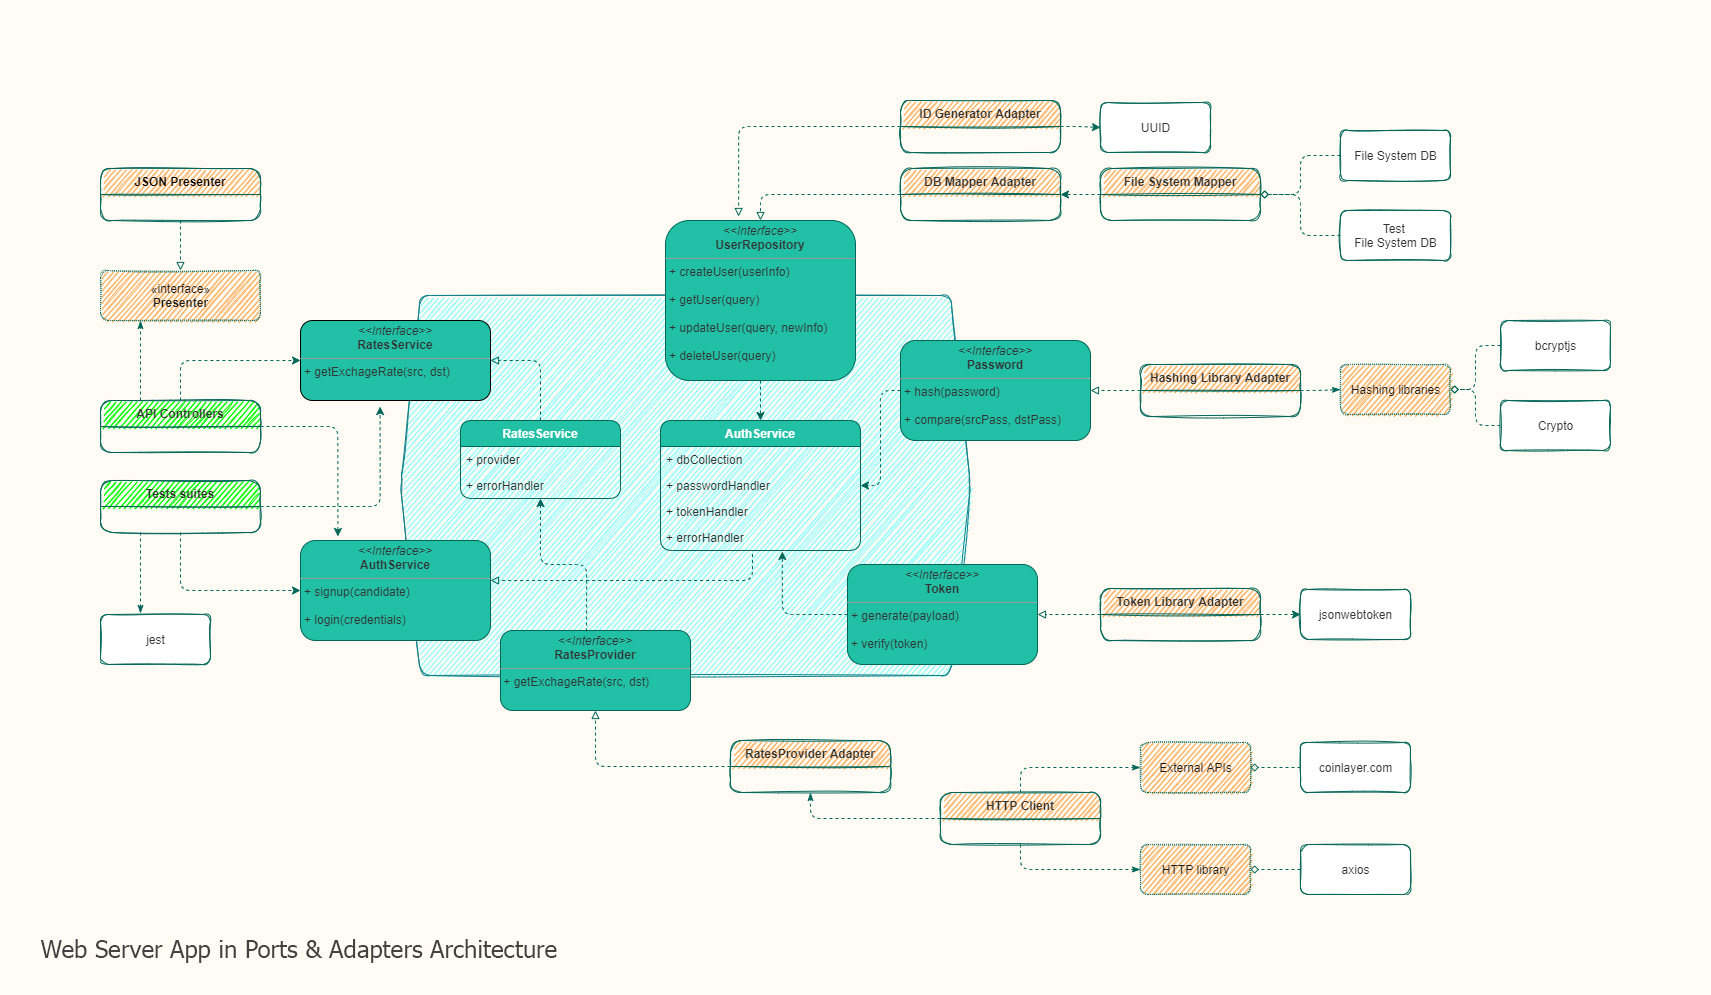 ID Generator Adapter
UUID
File System DB
JSON Presenter
DB Mapper Adapter
File System Mapper
Test
File System DB
«interface»
Presenter
<<Interface>>
UserRepository
+ createUser(userInfo)
+ getUser(query)
+ updateUser(query, newInfo)
+ deleteUser(query)
<<Interface>>
RatesService
+ getExchageRate(src, dst)
<<Interface>>
Password
+ hash(password)
+ compare(srcPass, dstPass)
Hashing Library Adapter
Hashing libraries
bcryptjs
Crypto
API Controllers
Tests suites
RatesService
+ provider
+ errorHandler
AuthService
+ dbCollection
+ passwordHandler
+ tokenHandler
+ errorHandler
<<Interface>>
AuthService
+ signup(candidate)
+ login(credentials)
jest
<<Interface>>
Token
+ generate(payload)
+ verify(token)
Token Library Adapter
jsonwebtoken
<<Interface>>
RatesProvider
+ getExchageRate(src, dst)
RatesProvider Adapter
HTTP Client
External APIs
coinlayer.com
HTTP library
axios
Web Server App in Ports & Adapters Architecture